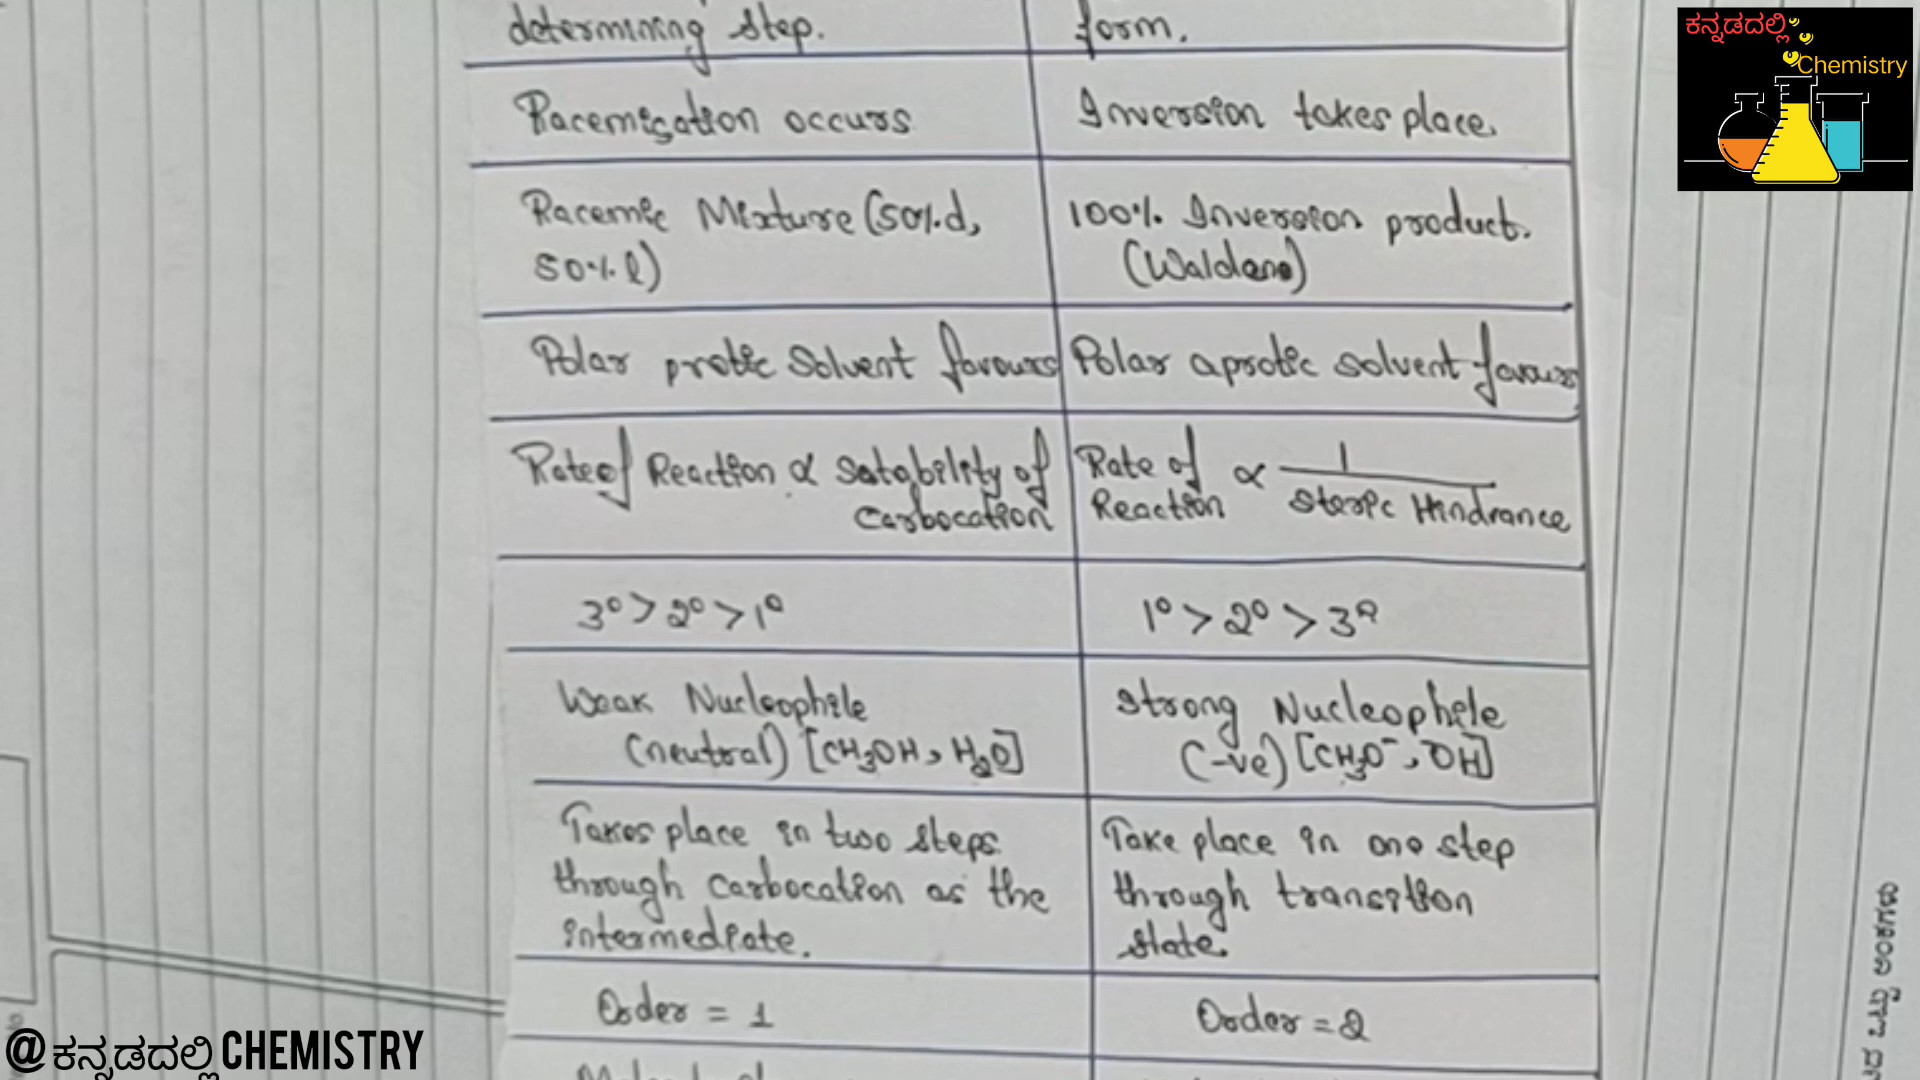 determining step.
form.
Racemisation occurs
Inversion takes place.
Racemic Mixture (50%.d,
50%.l)
100% Inversion product.
(Waldens)
Polar protic Solvent favours
Polar aprotic solvent favours
Rate of Reaction ∝ Satability of
Carbocation
Rate of Reaction ∝ 1 / Steric Hindrance
3° > 2° > 1°
1° > 2° > 3°
Weak Nucleophile
(neutral) [CH3OH, H2O]
Strong Nucleophile
(-ve) [CH3O⁻, ⁻OH]
Takes place in two steps
through carbocation as the
intermediate.
Take place in one step
through transition
state.
Order = 1
Order = 2
ಕನ್ನಡದಲ್ಲಿ
Chemistry
@ಕನ್ನಡದಲ್ಲಿ CHEMISTRY
ಒಟ್ಟು ಅಂಕಗಳು